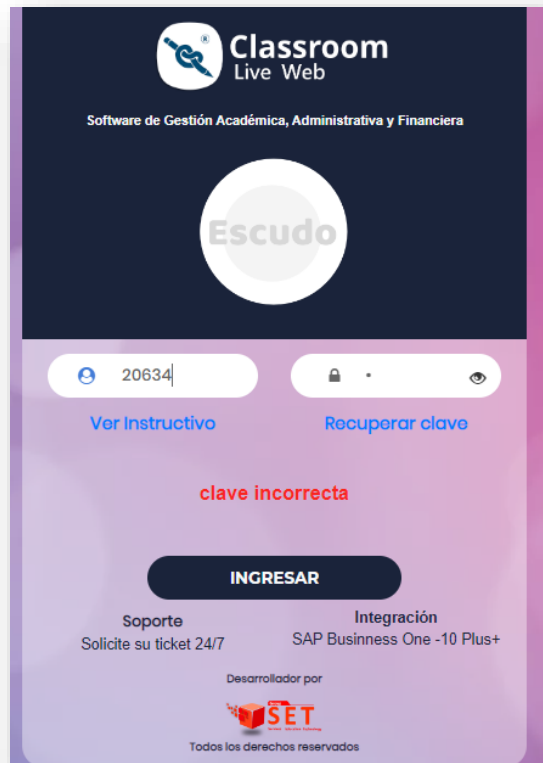 Classroom
Live Web
Software de Gestión Académica, Administrativa y Financiera
Escudo
20634
Ver Instructivo
Recuperar clave
clave incorrecta
INGRESAR
Soporte
Solicite su ticket 24/7
Integración
SAP Businness One -10 Plus+
Desarrollador por
SET
Todos los derechos reservados